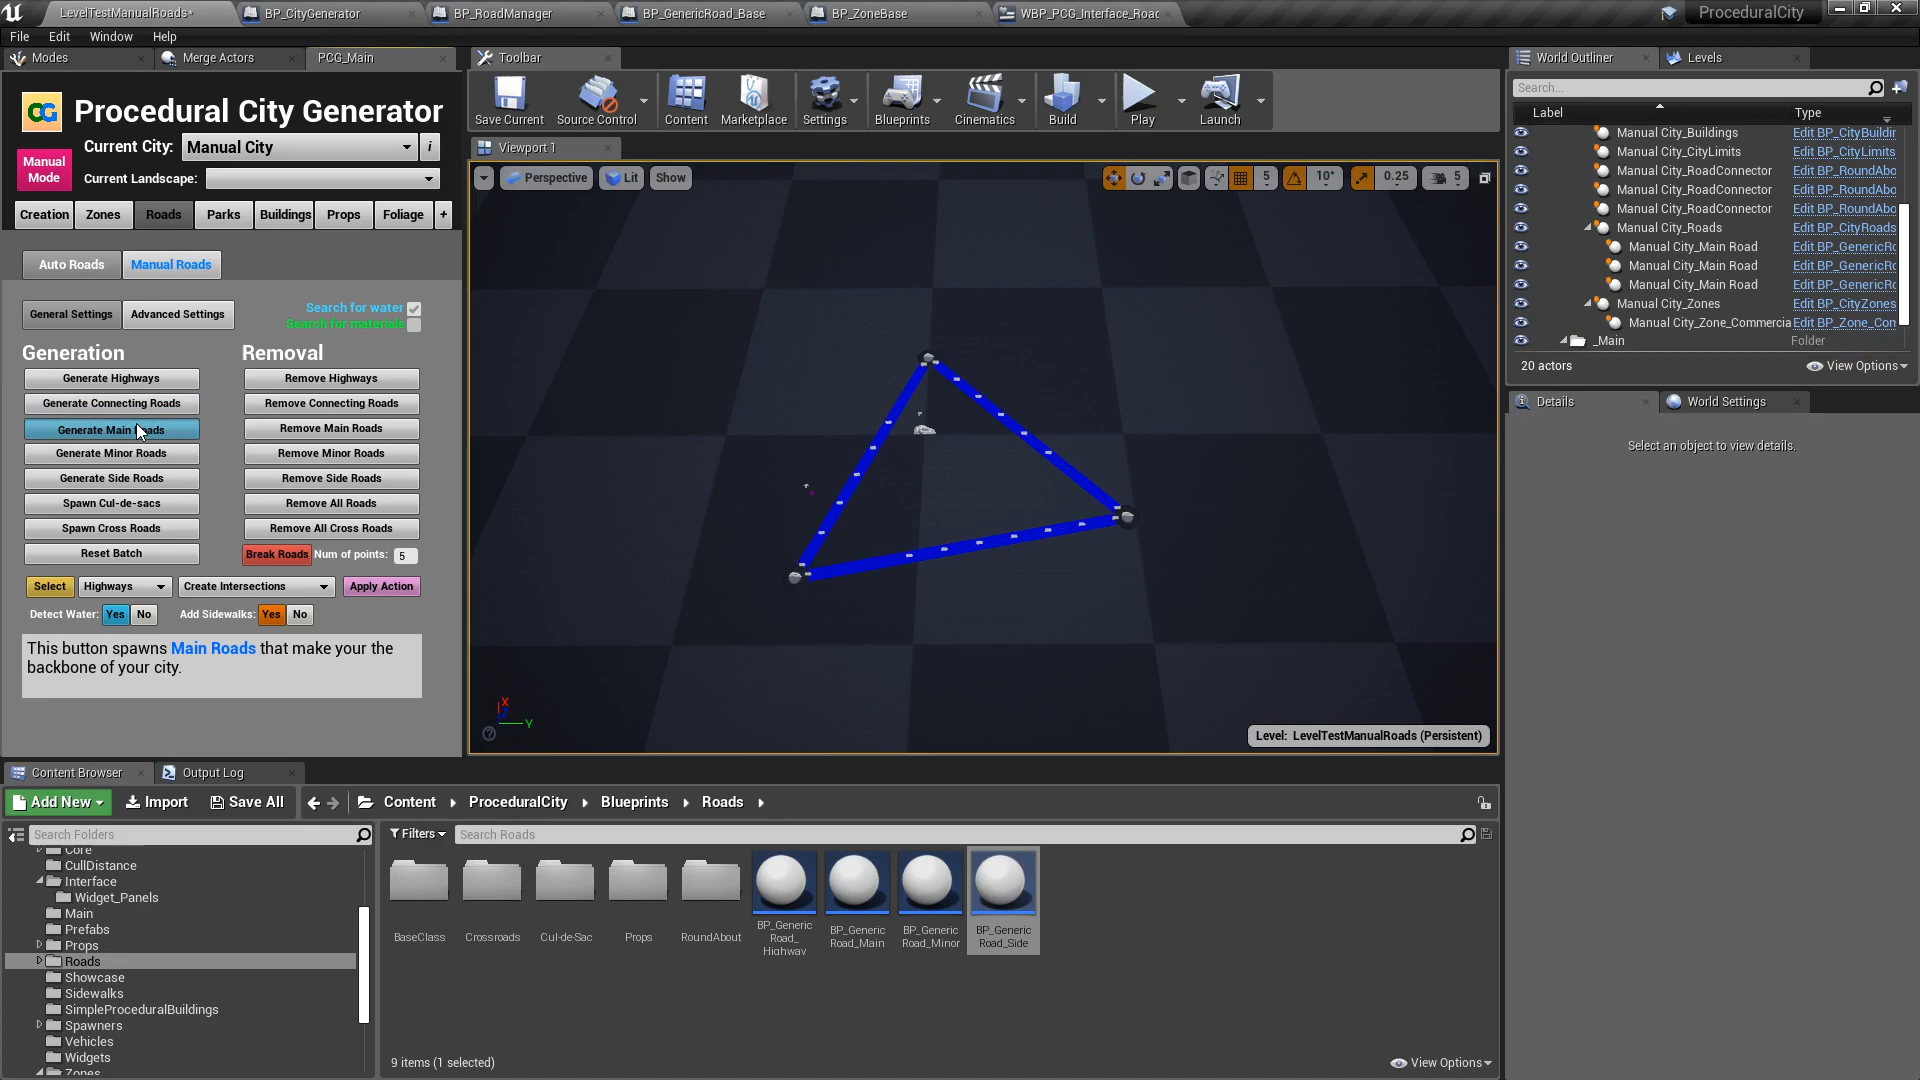 LevelTestManualRoads*
BP_CityGenerator
BP_RoadManager
BP_GenericRoad_Base
BP_ZoneBase
WBP_PCG_Interface_Roac
ProceduralCity
File Edit Window Help
Modes
Merge Actors
PCG_Main
Toolbar
World Outliner
Levels
CG
Procedural City Generator
Manual Mode
Current City: Manual City i
Current Landscape:
Creation Zones Roads Parks Buildings Props Foliage +
Save Current
Source Control
Content
Marketplace
Settings
Blueprints
Cinematics
Build
Play
Launch
Search...
Label
Type
Viewport 1
Perspective Lit Show
5 10° 0.25 5
Manual City_Buildings Edit BP_CityBuildir
Manual City_CityLimits Edit BP_CityLimits
Manual City_RoadConnector Edit BP_RoundAbo
Manual City_RoadConnector Edit BP_RoundAbo
Manual City_RoadConnector Edit BP_RoundAbo
Manual City_Roads Edit BP_CityRoads
Manual City_Main Road Edit BP_GenericRc
Manual City_Main Road Edit BP_GenericRc
Manual City_Main Road Edit BP_GenericRc
Manual City_Zones Edit BP_CityZones
Manual City_Zone_Commercia Edit BP_Zone_Con
_Main Folder
20 actors
View Options
Details
World Settings
Select an object to view details.
Auto Roads Manual Roads
General Settings Advanced Settings
Search for water
Search for materials
Generation
Removal
Generate Highways
Remove Highways
Generate Connecting Roads
Remove Connecting Roads
Generate Main Roads
Remove Main Roads
Generate Minor Roads
Remove Minor Roads
Generate Side Roads
Remove Side Roads
Spawn Cul-de-sacs
Remove All Roads
Spawn Cross Roads
Remove All Cross Roads
Reset Batch
Break Roads Num of points: 5
Select Highways Create Intersections Apply Action
Detect Water: Yes No Add Sidewalks: Yes No
This button spawns Main Roads that make your the
backbone of your city.
X
Z
Y
Level: LevelTestManualRoads (Persistent)
Content Browser
Output Log
Add New Import Save All
Content ProceduralCity Blueprints Roads
Search Folders
Filters
Search Roads
Core
CullDistance
Interface
Widget_Panels
Main
Prefabs
Props
Roads
Showcase
Sidewalks
SimpleProceduralBuildings
Spawners
Vehicles
Widgets
Zones
BaseClass
Crossroads
Cul-de-Sac
Props
RoundAbout
BP_Generic
Road_
Highway
BP_Generic
Road_Main
BP_Generic
Road_Minor
BP_Generic
Road_Side
9 items (1 selected)
View Options